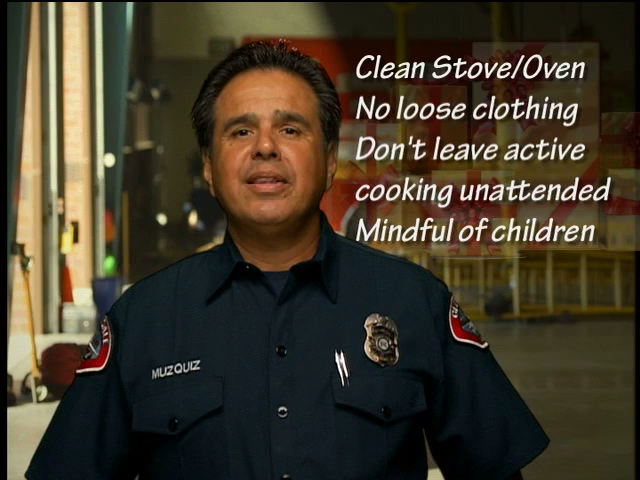 Clean Stove/Oven
No loose clothing
Don't leave active
cooking unattended
Mindful of children
MUZQUIZ